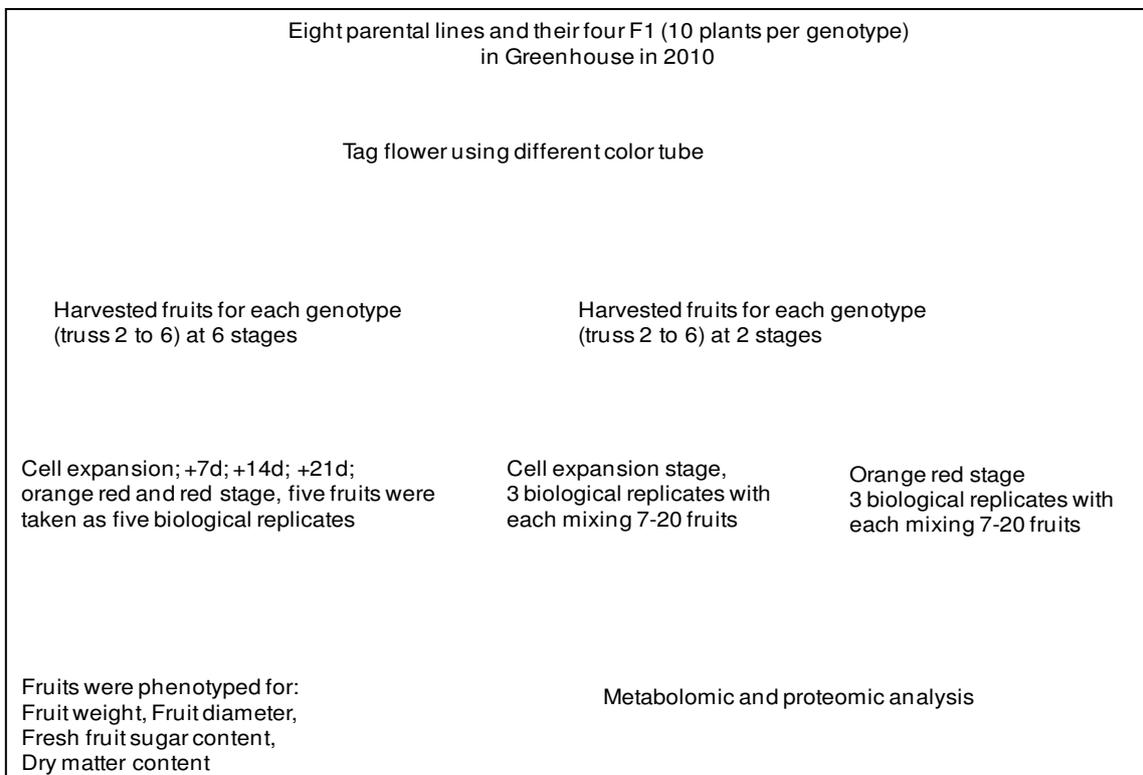 Eight parental lines and their four F1 (10 plants per genotype)
in Greenhouse in 2010
Tag flower using different color tube
Harvested fruits for each genotype
(truss 2 to 6) at 6 stages
Harvested fruits for each genotype
(truss 2 to 6) at 2 stages
Cell expansion; +7d; +14d; +21d;
orange red and red stage, five fruits were
taken as five biological replicates
Cell expansion stage,
3 biological replicates with
each mixing 7-20 fruits
Orange red stage
3 biological replicates with
each mixing 7-20 fruits
Fruits were phenotyped for:
Fruit weight, Fruit diameter,
Fresh fruit sugar content,
Dry matter content
Metabolomic and proteomic analysis